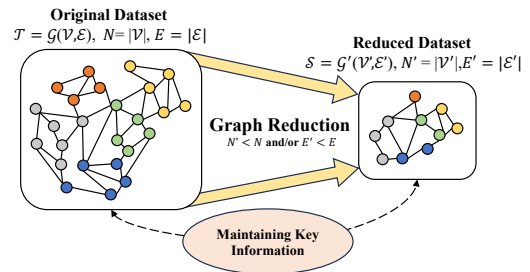 Original Dataset
𝒯 = 𝒢(𝒱,ℰ), N= |𝒱|, E = |ℰ|
Reduced Dataset
𝒮 = 𝒢′(𝒱′,ℰ′), N′ = |𝒱′|,E′ = |ℰ′|
Graph Reduction
N′ < N and/or E′ < E
Maintaining Key
Information